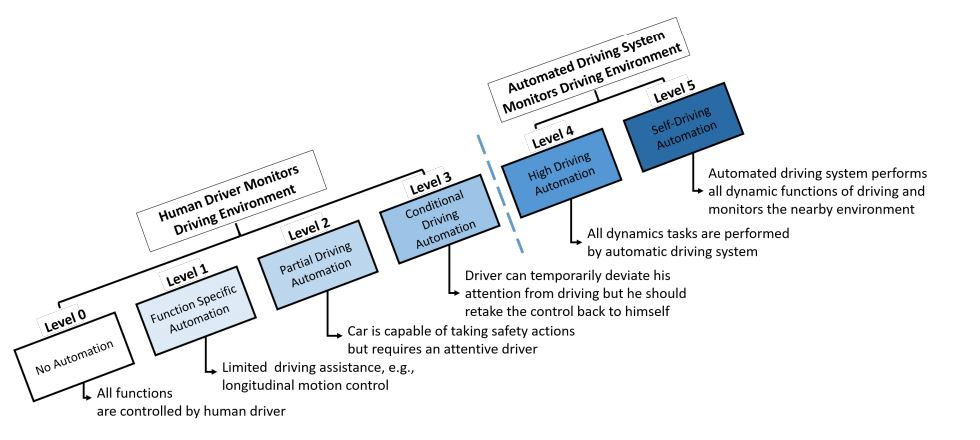 Automated Driving System
Monitors Driving Environment
Level 5
Self-Driving
Automation
Automated driving system performs
all dynamic functions of driving and
monitors the nearby environment
Level 4
High Driving
Automation
All dynamics tasks are performed
by automatic driving system
Human Driver Monitors
Driving Environment
Level 3
Conditional
Driving
Automation
Driver can temporarily deviate his
attention from driving but he should
retake the control back to himself
Level 2
Partial Driving
Automation
Car is capable of taking safety actions
but requires an attentive driver
Level 1
Function Specific
Automation
Limited driving assistance, e.g.,
longitudinal motion control
Level 0
No Automation
All functions
are controlled by human driver